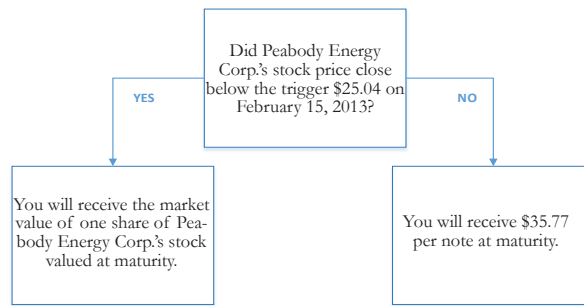 Did Peabody Energy
Corp.'s stock price close
below the trigger $25.04 on
February 15, 2013?
YES
NO
You will receive the market
value of one share of Pea-
body Energy Corp.'s stock
valued at maturity.
You will receive $35.77
per note at maturity.